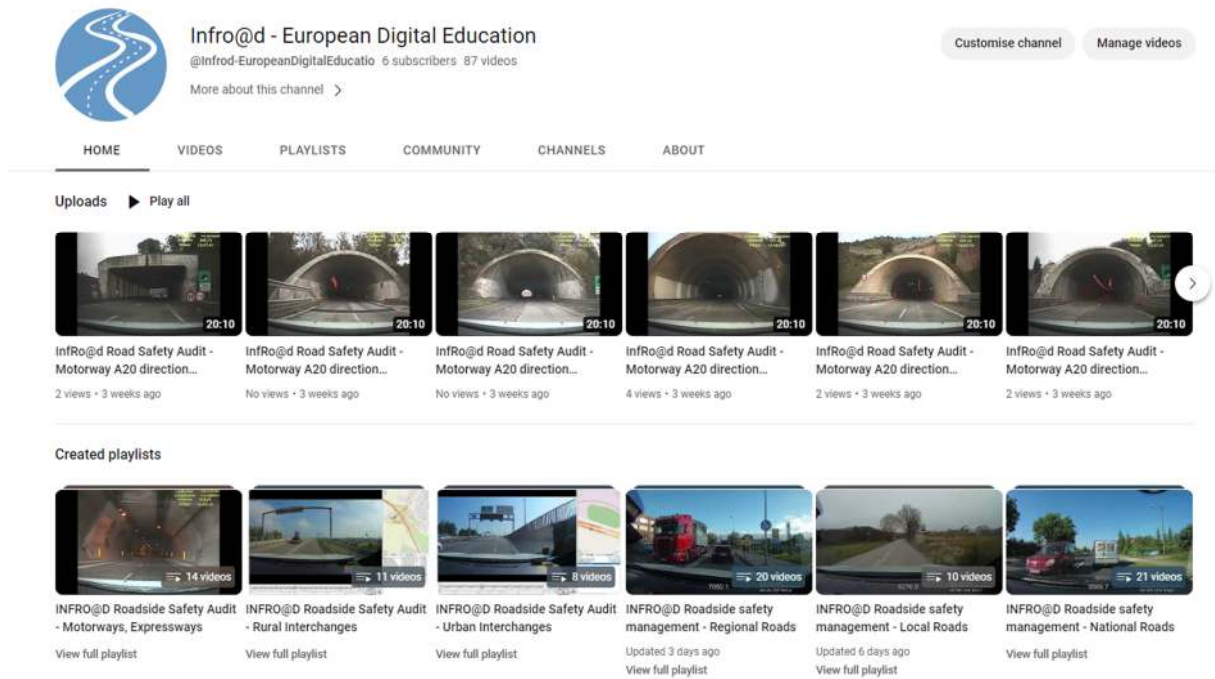 Infro@d - European Digital Education
@Infrod-EuropeanDigitalEducatio 6 subscribers 87 videos
More about this channel
Customise channel
Manage videos
HOME VIDEOS PLAYLISTS COMMUNITY CHANNELS ABOUT
Uploads Play all
20:10 20:10 20:10 20:10 20:10 20:10
InfRo@d Road Safety Audit -
Motorway A20 direction...
2 views • 3 weeks ago
InfRo@d Road Safety Audit -
Motorway A20 direction...
No views • 3 weeks ago
InfRo@d Road Safety Audit -
Motorway A20 direction...
No views • 3 weeks ago
InfRo@d Road Safety Audit -
Motorway A20 direction...
4 views • 3 weeks ago
InfRo@d Road Safety Audit -
Motorway A20 direction...
2 views • 3 weeks ago
InfRo@d Road Safety Audit -
Motorway A20 direction...
2 views • 3 weeks ago
Created playlists
14 videos
INFRO@D Roadside Safety Audit
- Motorways, Expressways
View full playlist
11 videos
INFRO@D Roadside Safety Audit
- Rural Interchanges
View full playlist
8 videos
INFRO@D Roadside Safety Audit
- Urban Interchanges
View full playlist
20 videos
INFRO@D Roadside safety
management - Regional Roads
Updated 3 days ago
View full playlist
10 videos
INFRO@D Roadside safety
management - Local Roads
Updated 6 days ago
View full playlist
21 videos
INFRO@D Roadside safety
management - National Roads
View full playlist